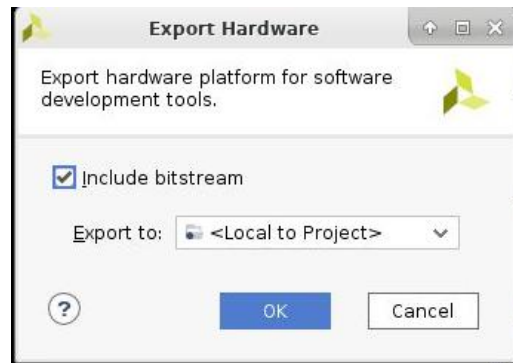 Export Hardware
Export hardware platform for software
development tools.
Include bitstream
Export to: <Local to Project>
? OK Cancel